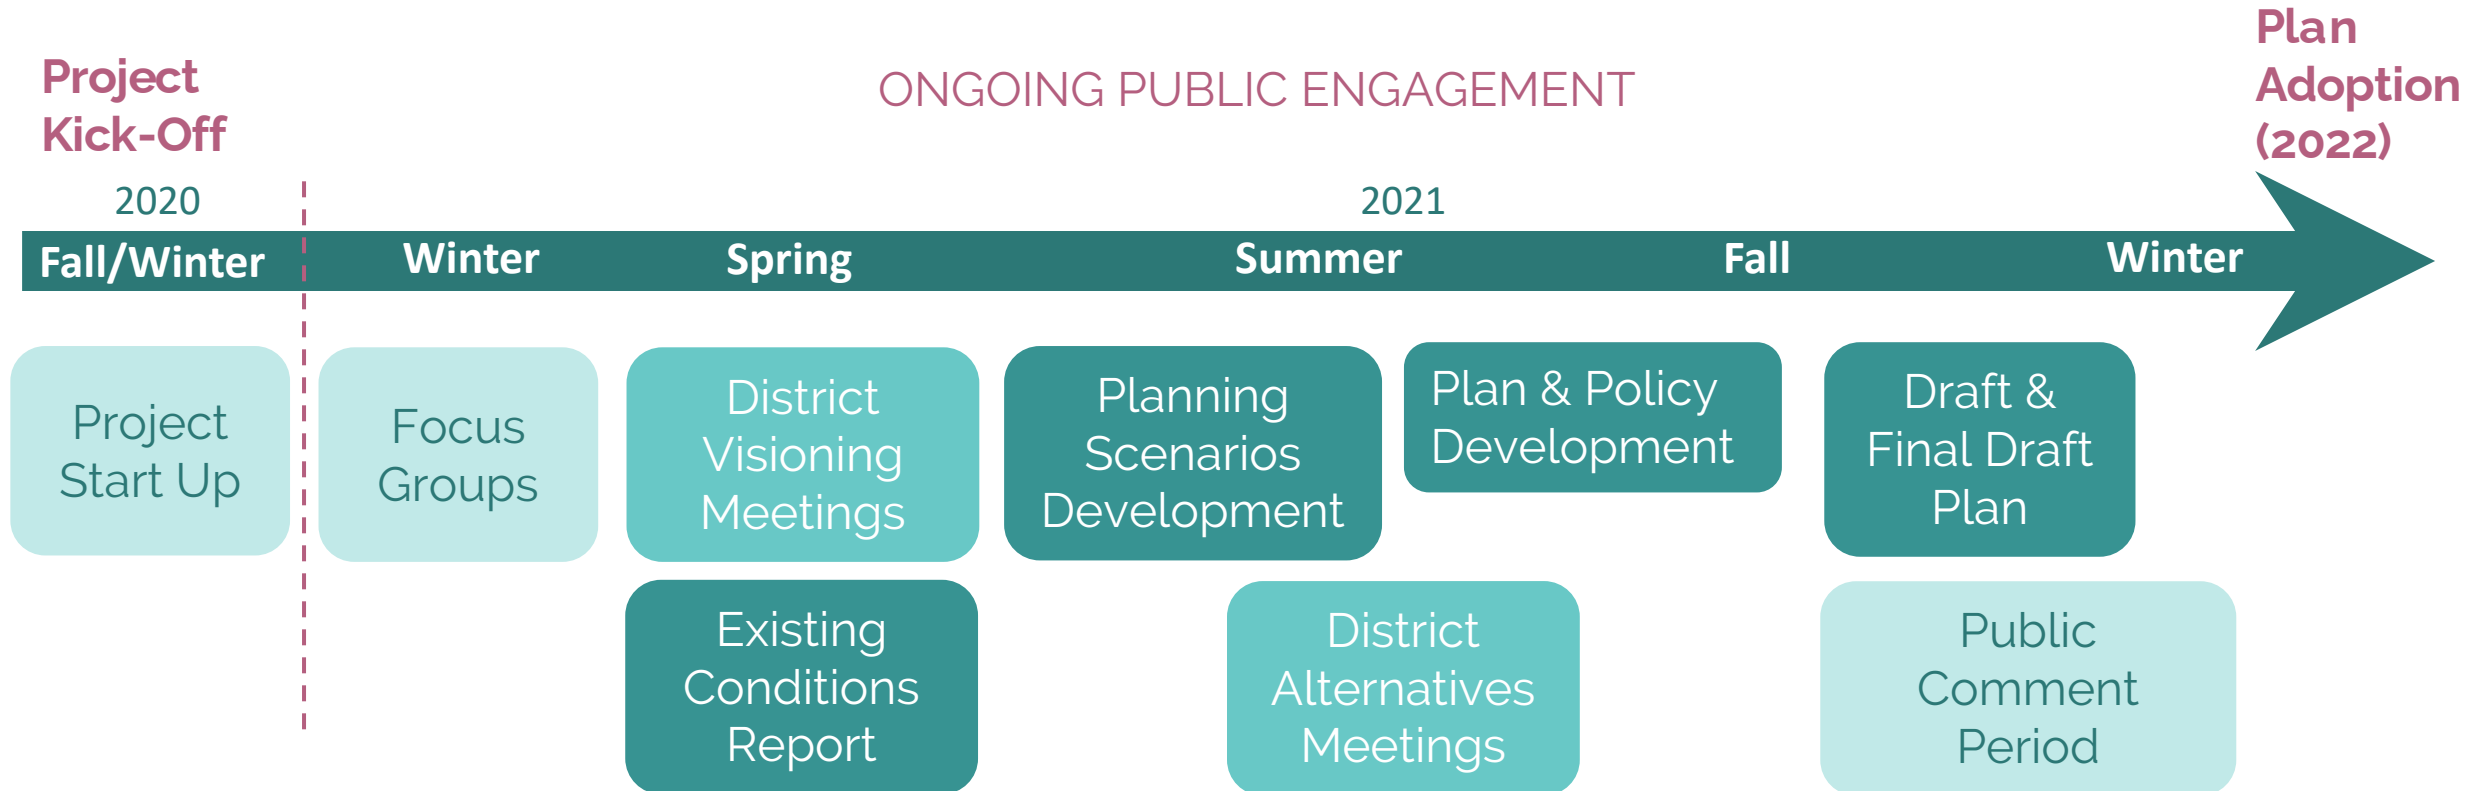 Project
Kick-Off
ONGOING PUBLIC ENGAGEMENT
Plan
Adoption
(2022)
2020
2021
Fall/Winter
Winter
Spring
Summer
Fall
Winter
Project
Start Up
Focus
Groups
District
Visioning
Meetings
Planning
Scenarios
Development
Plan & Policy
Development
Draft &
Final Draft
Plan
Existing
Conditions
Report
District
Alternatives
Meetings
Public
Comment
Period